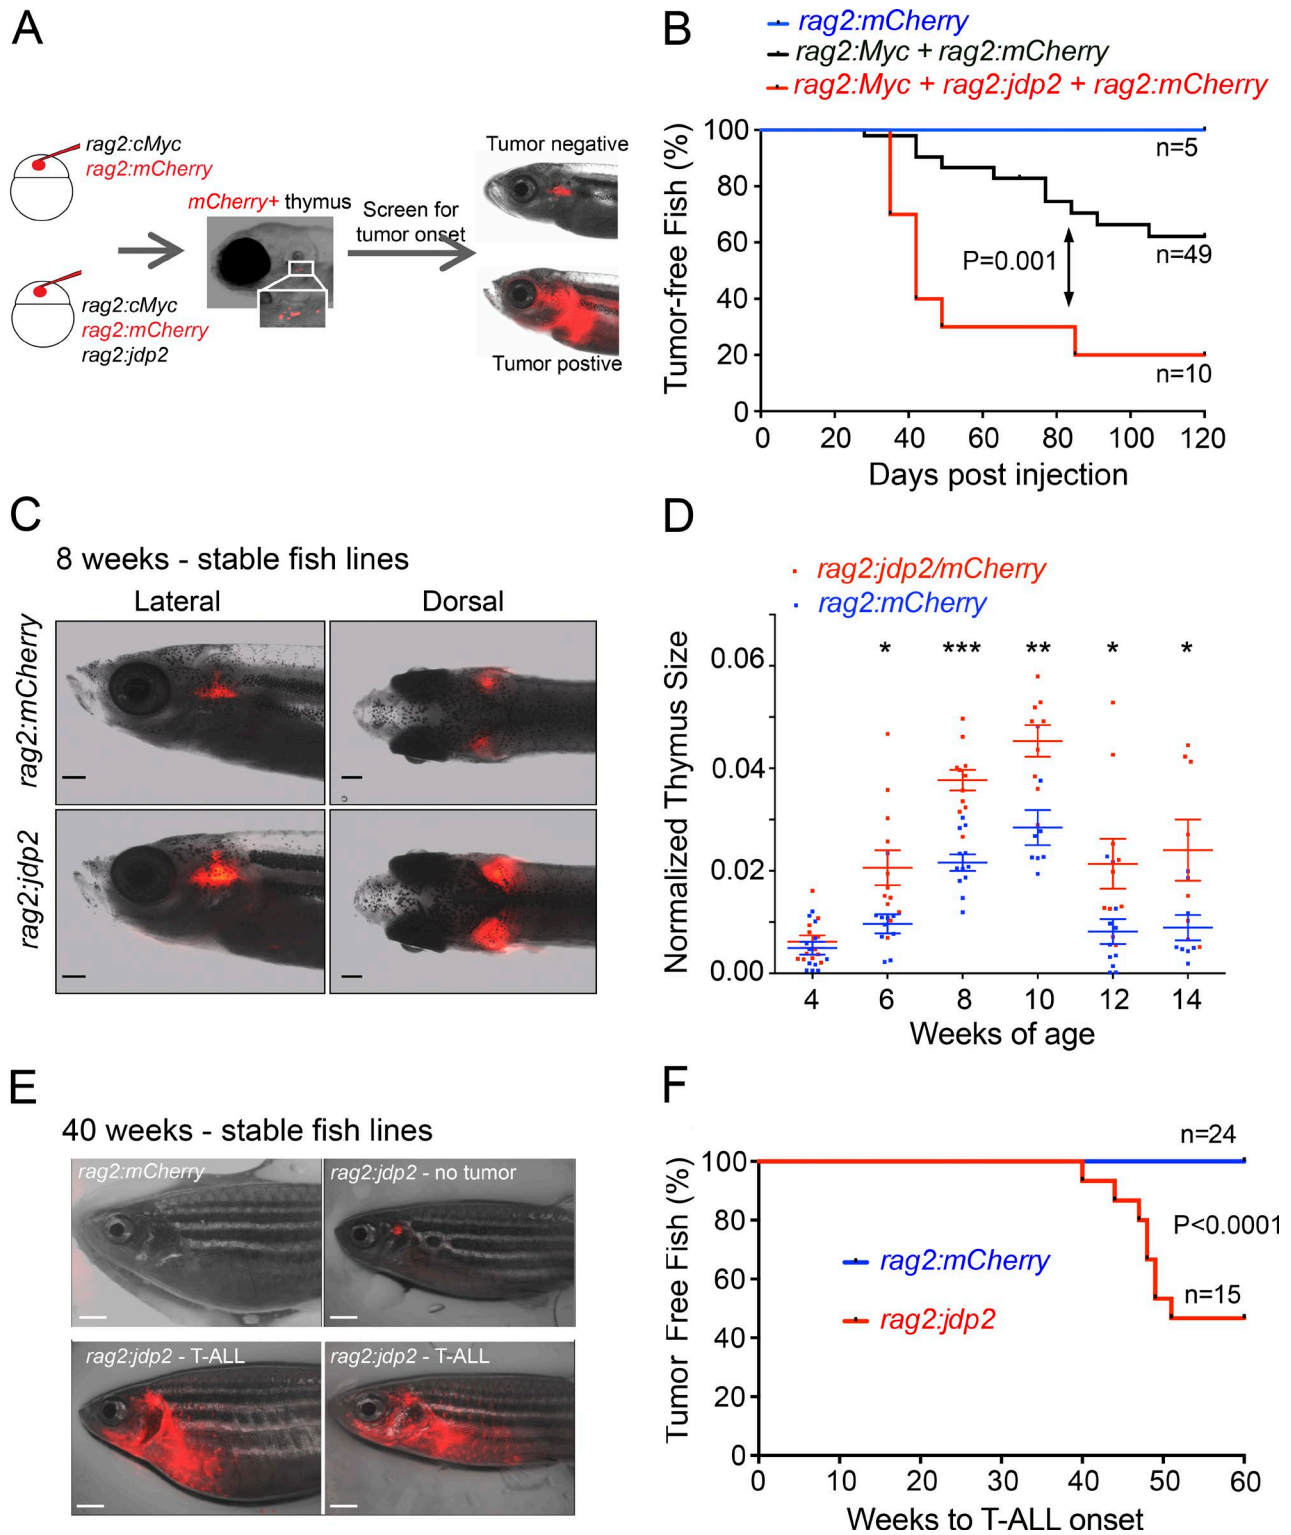 A
rag2:cMyc
rag2:mCherry
mCherry+ thymus
Screen for
tumor onset
Tumor negative
Tumor postive
rag2:cMyc
rag2:mCherry
rag2:jdp2
B
rag2:mCherry
rag2:Myc + rag2:mCherry
rag2:Myc + rag2:jdp2 + rag2:mCherry
Tumor-free Fish (%)
100
80
60
40
20
0
n=5
n=49
P=0.001
n=10
0 20 40 60 80 100 120
Days post injection
C
8 weeks - stable fish lines
Lateral Dorsal
rag2:mCherry
rag2:jdp2
D
rag2:jdp2/mCherry
rag2:mCherry
Normalized Thymus Size
* *** ** * *
0.06
0.04
0.02
0.00
4 6 8 10 12 14
Weeks of age
E
40 weeks - stable fish lines
rag2:mCherry
rag2:jdp2 - no tumor
rag2:jdp2 - T-ALL
rag2:jdp2 - T-ALL
F
n=24
Tumor Free Fish (%)
100
80
60
40
20
0
P<0.0001
rag2:mCherry
n=15
rag2:jdp2
0 10 20 30 40 50 60
Weeks to T-ALL onset